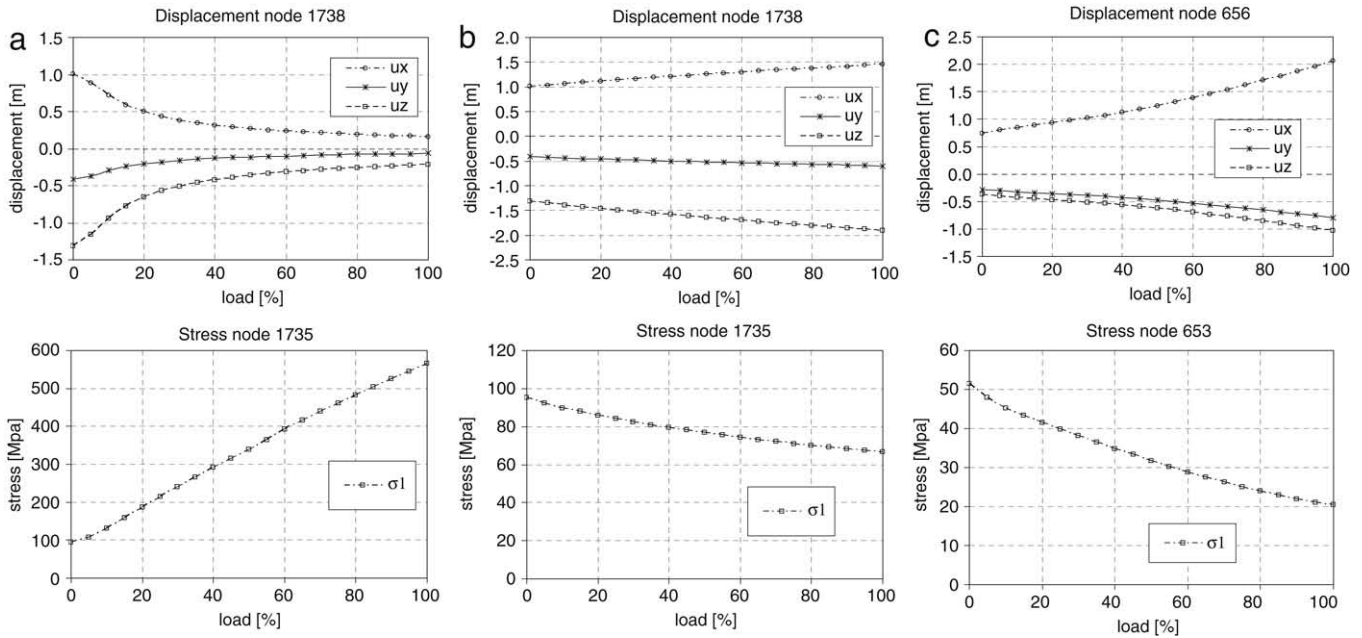 a
Displacement node 1738
1.5
1.0
0.5
0.0
-0.5
-1.0
-1.5
displacement [m]
ux
uy
uz
0 20 40 60 80 100
load [%]
b
Displacement node 1738
2.5
2.0
1.5
1.0
0.5
0.0
-0.5
-1.0
-1.5
-2.0
-2.5
displacement [m]
ux
uy
uz
0 20 40 60 80 100
load [%]
c
Displacement node 656
2.5
2.0
1.5
1.0
0.5
0.0
-0.5
-1.0
-1.5
displacement [m]
ux
uy
uz
0 20 40 60 80 100
load [%]
Stress node 1735
600
500
400
300
200
100
0
stress [Mpa]
σ1
0 20 40 60 80 100
load [%]
Stress node 1735
120
100
80
60
40
20
0
stress [Mpa]
σ1
0 20 40 60 80 100
load [%]
Stress node 653
60
50
40
30
20
10
0
stress [Mpa]
σ1
0 20 40 60 80 100
load [%]